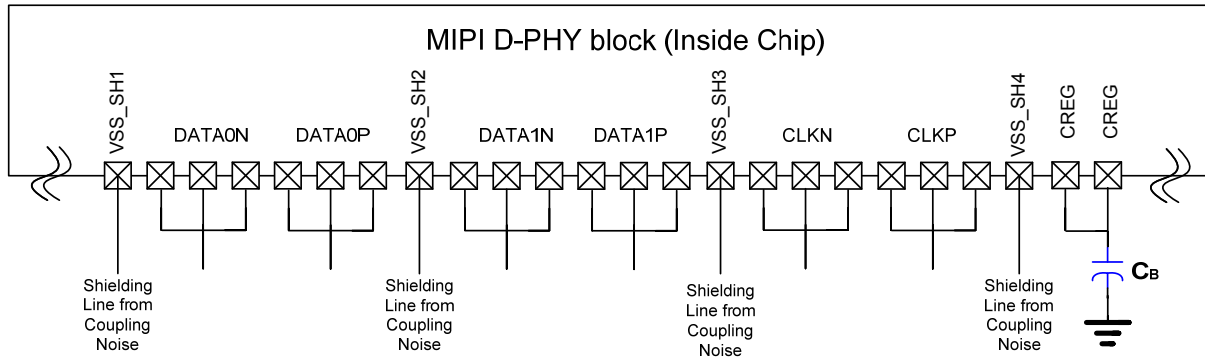 MIPI D-PHY block (Inside Chip)
VSS_SH1
DATA0N
DATA0P
VSS_SH2
DATA1N
DATA1P
VSS_SH3
CLKN
CLKP
VSS_SH4
CREG
CREG
Shielding
Line from
Coupling
Noise
Shielding
Line from
Coupling
Noise
Shielding
Line from
Coupling
Noise
Shielding
Line from
Coupling
Noise
CB